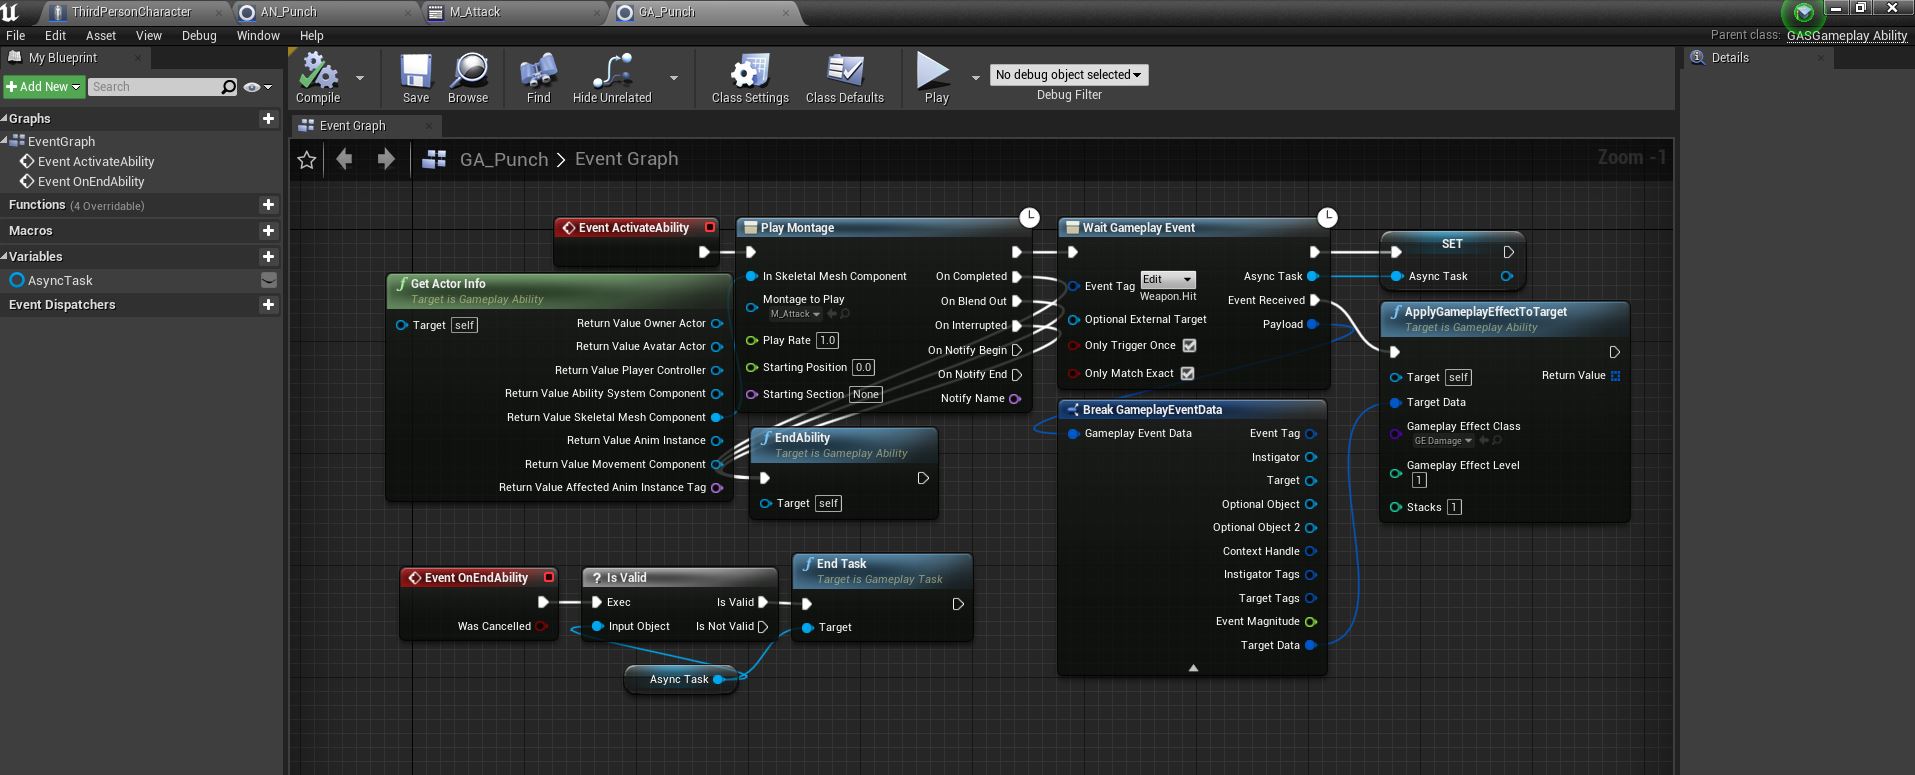 ThirdPersonCharacter
AN_Punch
M_Attack
GA_Punch
File Edit Asset View Debug Window Help
Parent class: GASGameplay Ability
My Blueprint
Details
Add New
Search
Compile
Save
Browse
Find
Hide Unrelated
Class Settings
Class Defaults
Play
No debug object selected
Debug Filter
Graphs
EventGraph
Event ActivateAbility
Event OnEndAbility
Functions (4 Overridable)
Macros
Variables
AsyncTask
Event Dispatchers
Event Graph
GA_Punch > Event Graph
Zoom -1
Event ActivateAbility
Get Actor Info
Target is Gameplay Ability
Target self
Return Value Owner Actor
Return Value Avatar Actor
Return Value Player Controller
Return Value Ability System Component
Return Value Skeletal Mesh Component
Return Value Anim Instance
Return Value Movement Component
Return Value Affected Anim Instance Tag
Play Montage
In Skeletal Mesh Component
On Completed
Montage to Play
M_Attack
On Blend Out
On Interrupted
Play Rate 1.0
On Notify Begin
Starting Position 0.0
On Notify End
Starting Section None
Notify Name
EndAbility
Target is Gameplay Ability
Target self
Wait Gameplay Event
Async Task
Event Tag Edit
Weapon.Hit
Event Received
Optional External Target
Payload
Only Trigger Once
Only Match Exact
SET
Async Task
ApplyGameplayEffectToTarget
Target is Gameplay Ability
Target self
Return Value
Target Data
Gameplay Effect Class
GE Damage
Gameplay Effect Level
1
Stacks 1
Break GameplayEventData
Gameplay Event Data
Event Tag
Instigator
Target
Optional Object
Optional Object 2
Context Handle
Instigator Tags
Target Tags
Event Magnitude
Target Data
Event OnEndAbility
Was Cancelled
? Is Valid
Exec
Is Valid
Input Object
Is Not Valid
End Task
Target is Gameplay Task
Target
Async Task